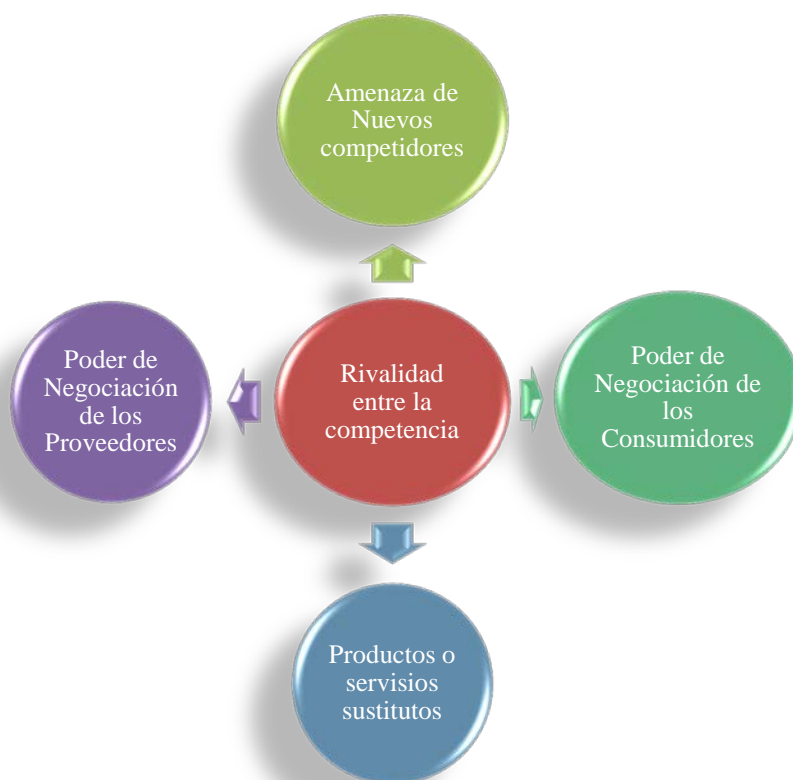 Amenaza de
Nuevos
competidores
Poder de
Negociación
de los
Proveedores
Rivalidad
entre la
competencia
Poder de
Negociación de
los
Consumidores
Productos o
servisios
sustitutos